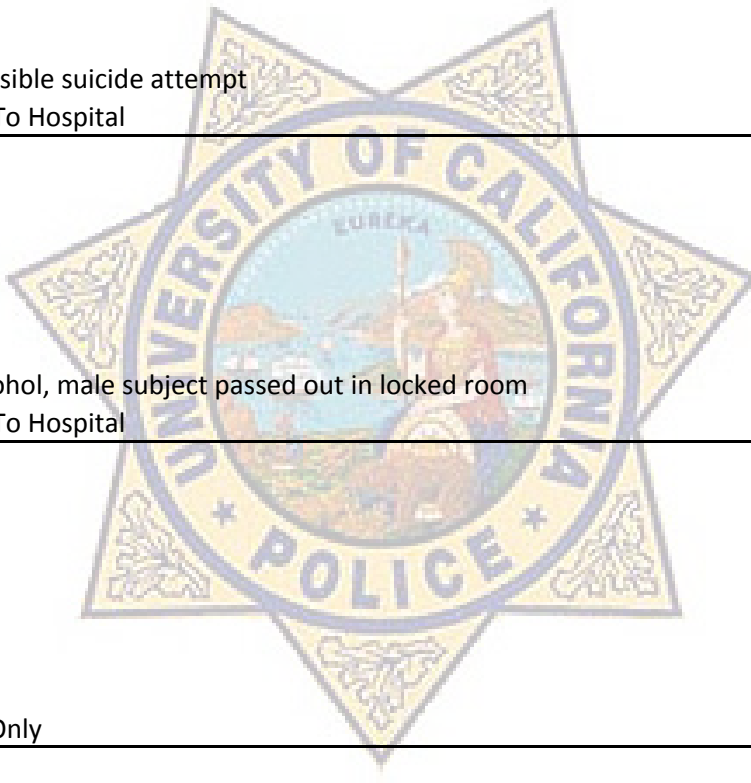 sible suicide attempt
To Hospital
UNIVERSITY OF CALIFORNIA
EUREKA
ohol, male subject passed out in locked room
To Hospital
* POLICE *
Only